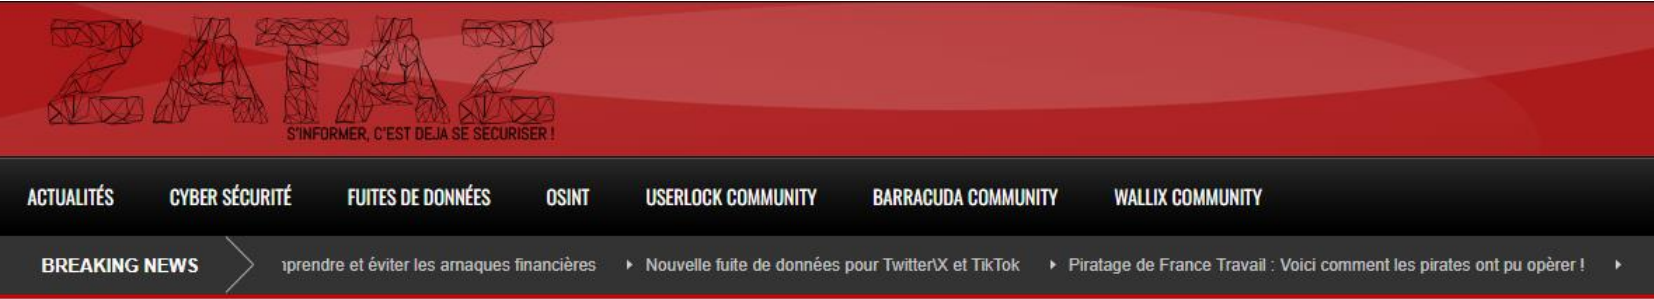 ZATAZ
S'INFORMER, C'EST DEJA SE SECURISER !
ACTUALITÉS CYBER SÉCURITÉ FUITES DE DONNÉES OSINT USERLOCK COMMUNITY BARRACUDA COMMUNITY WALLIX COMMUNITY
BREAKING NEWS prendre et éviter les arnaques financières Nouvelle fuite de données pour Twitter\X et TikTok Piratage de France Travail : Voici comment les pirates ont pu opèrer !